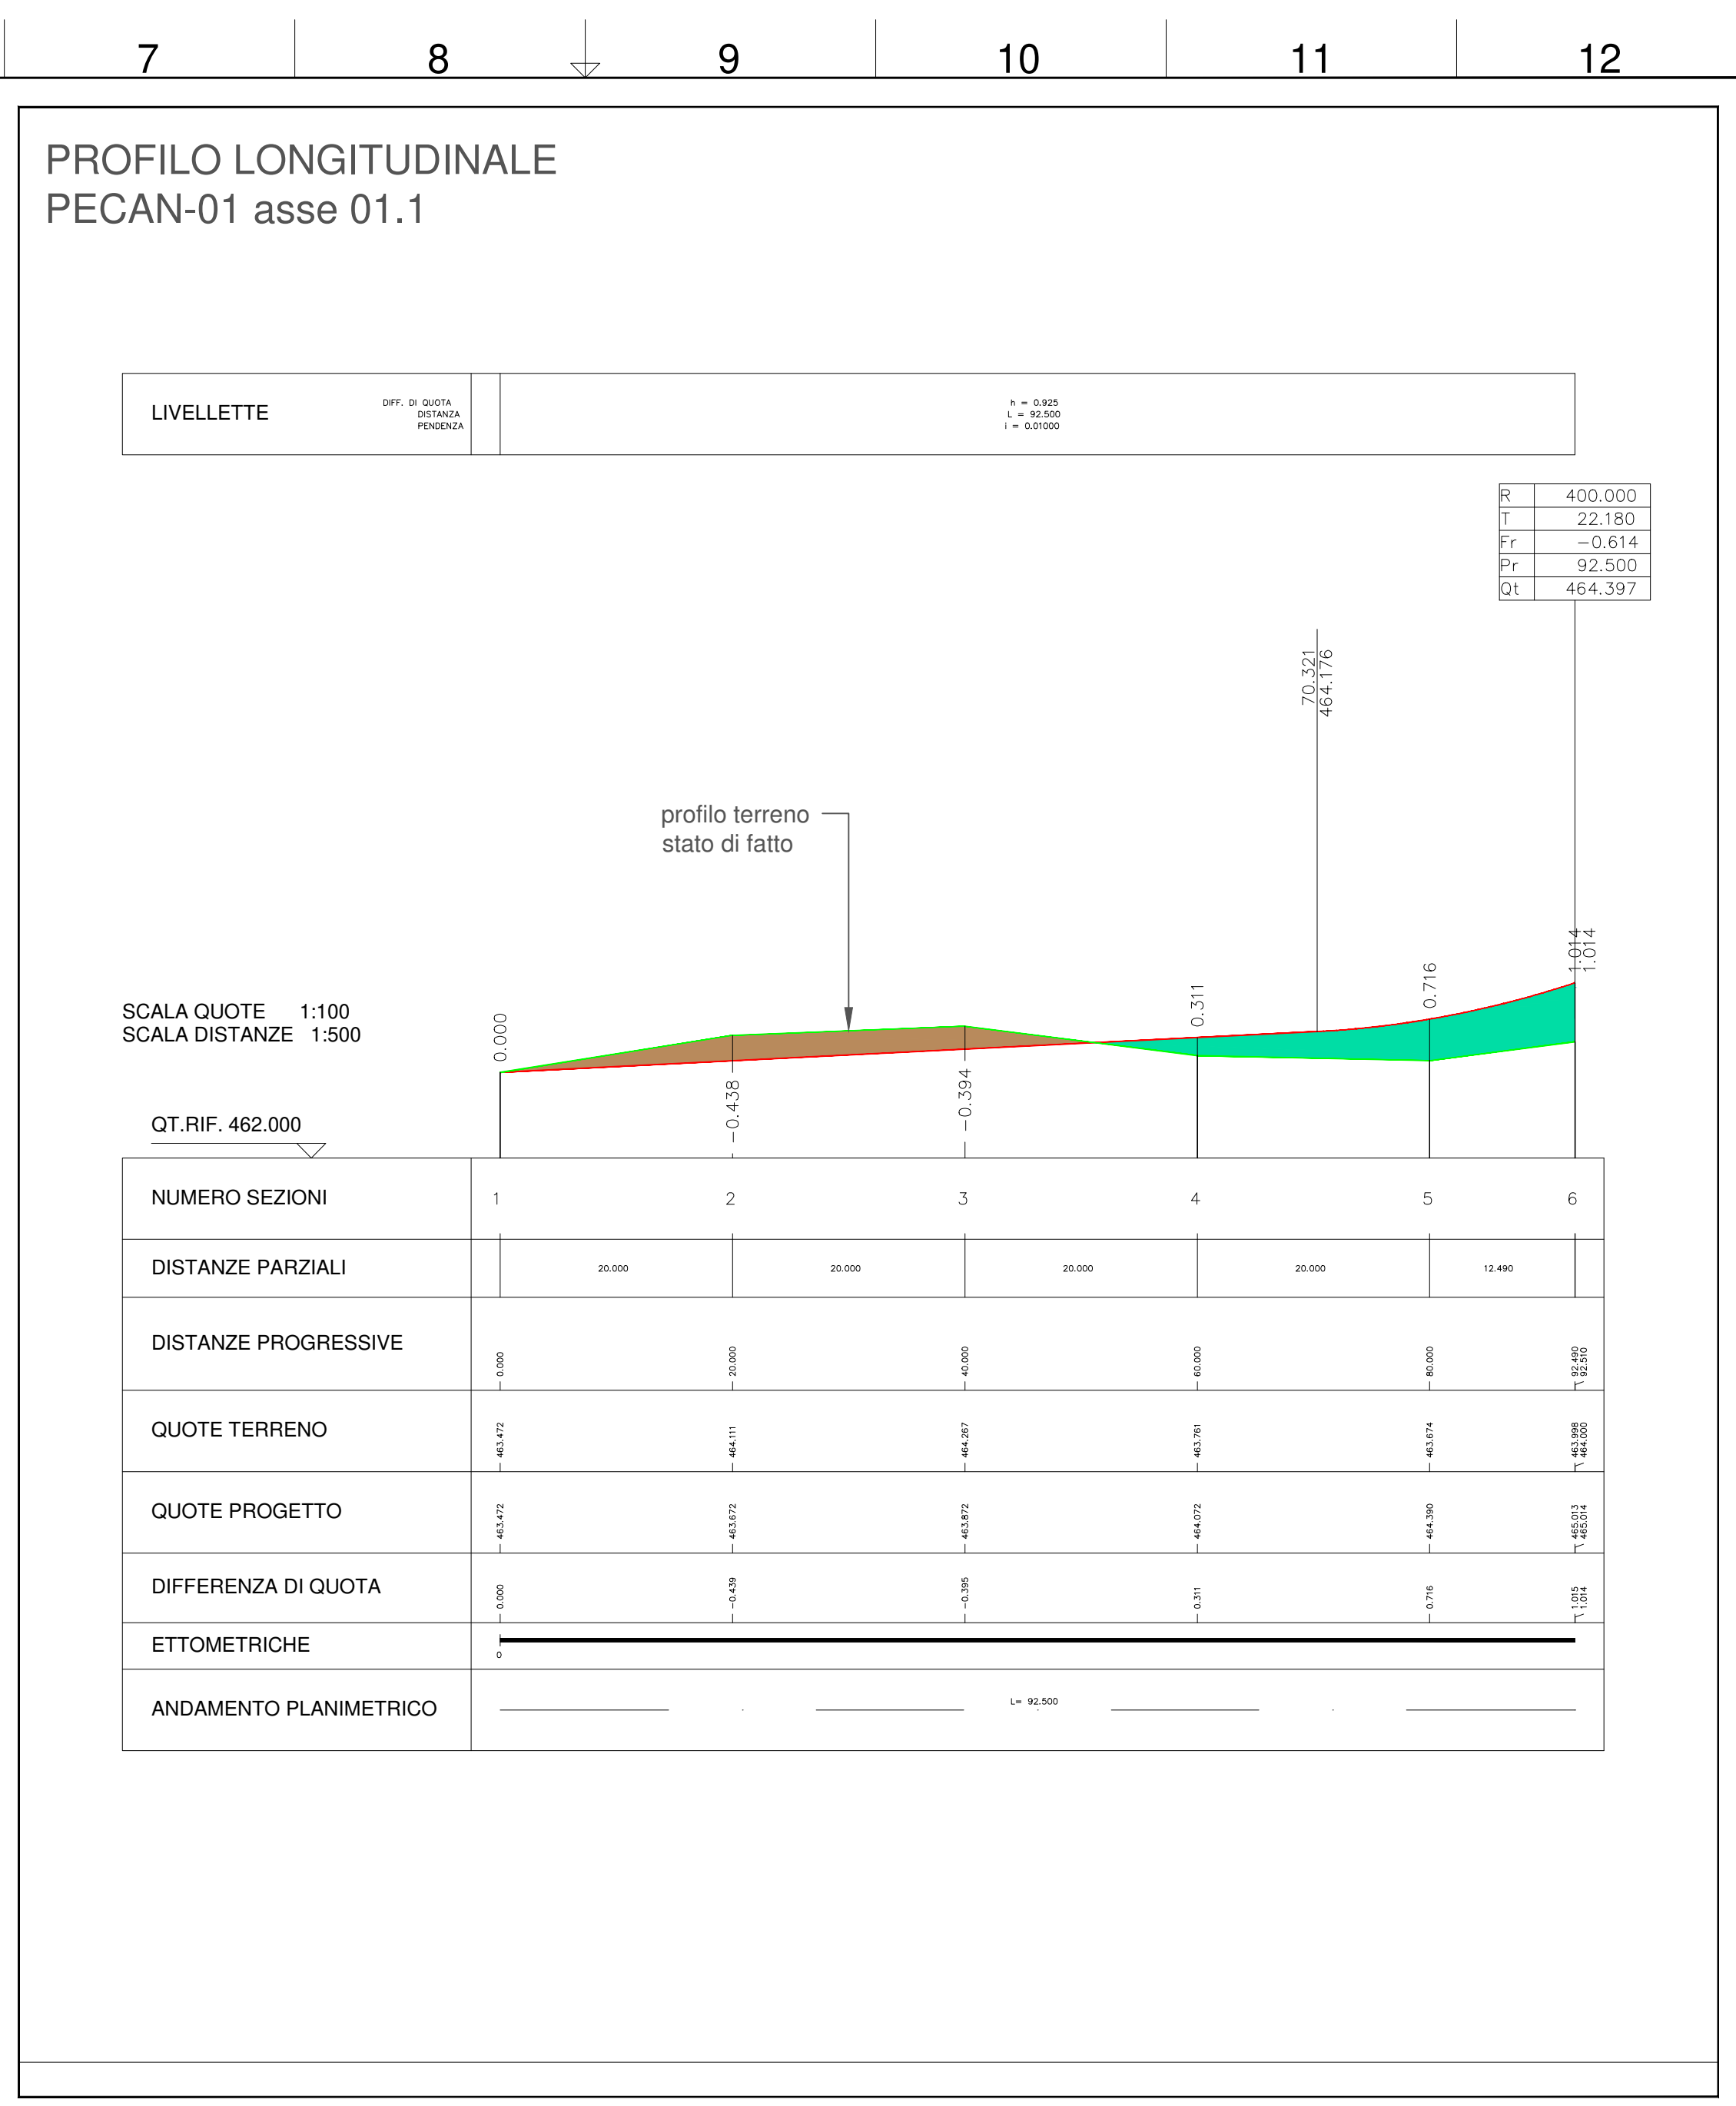 7 8 9 10 11 12
PROFILO LONGITUDINALE
PECAN-01 asse 01.1
LIVELLETTE
DIFF. DI QUOTA
DISTANZA
PENDENZA
h = 0.925
L = 92.500
i = 0.01000
R 400.000
T 22.180
Fr −0.614
Pr 92.500
Qt 464.397
70.321
464.176
profilo terreno
stato di fatto
SCALA QUOTE 1:100
SCALA DISTANZE 1:500
0.000
−0.438
−0.394
0.311
0.716
1.014
1.014
QT.RIF. 462.000
NUMERO SEZIONI 1 2 3 4 5 6
DISTANZE PARZIALI 20.000 20.000 20.000 20.000 12.490
DISTANZE PROGRESSIVE 0.000 20.000 40.000 60.000 80.000 92.490 92.510
QUOTE TERRENO 463.472 464.111 464.267 463.761 463.674 463.998 464.000
QUOTE PROGETTO 463.472 463.672 463.872 464.072 464.390 465.013 465.014
DIFFERENZA DI QUOTA 0.000 −0.439 −0.395 0.311 0.716 1.015 1.014
ETTOMETRICHE 0
ANDAMENTO PLANIMETRICO L= 92.500